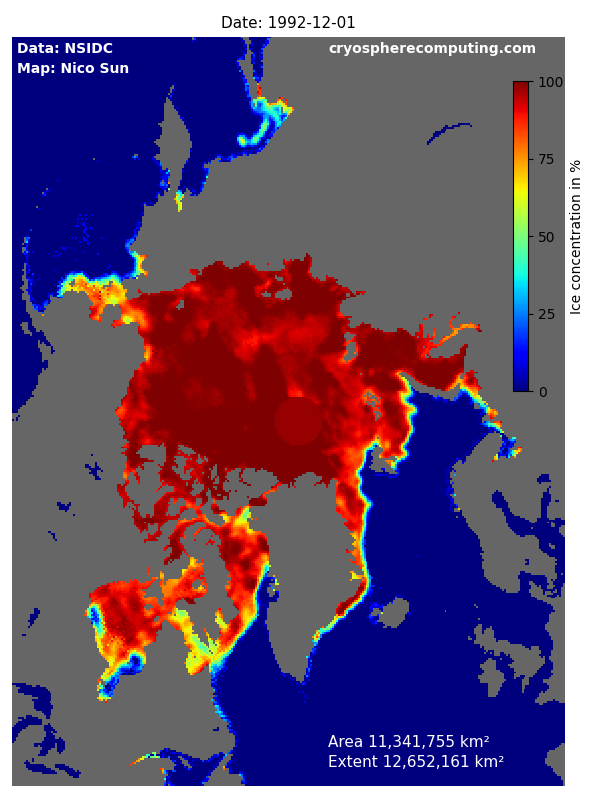 Date: 1992-12-01
Data: NSIDC
Map: Nico Sun
cryospherecomputing.com
100
75
50
25
0
Ice concentration in %
Area 11,341,755 km²
Extent 12,652,161 km²